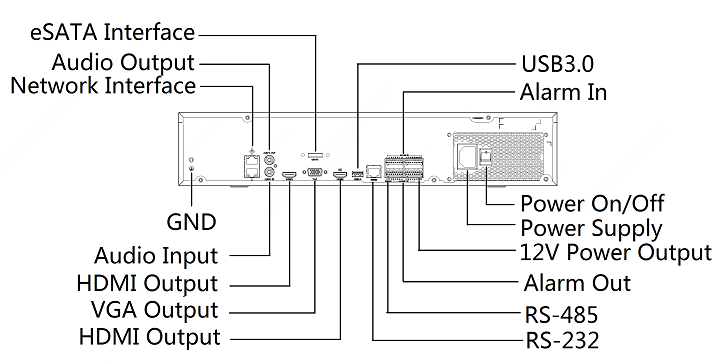 eSATA Interface
Audio Output
Network Interface
USB3.0
Alarm In
GND
Audio Input
HDMI Output
VGA Output
HDMI Output
Power On/Off
Power Supply
12V Power Output
Alarm Out
RS-485
RS-232